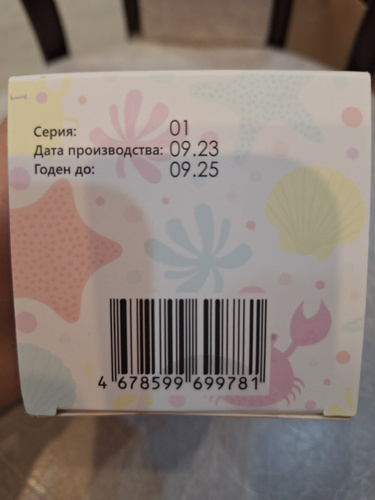 Серия: 01
Дата производства: 09.23
Годен до: 09.25
4 678599 699781